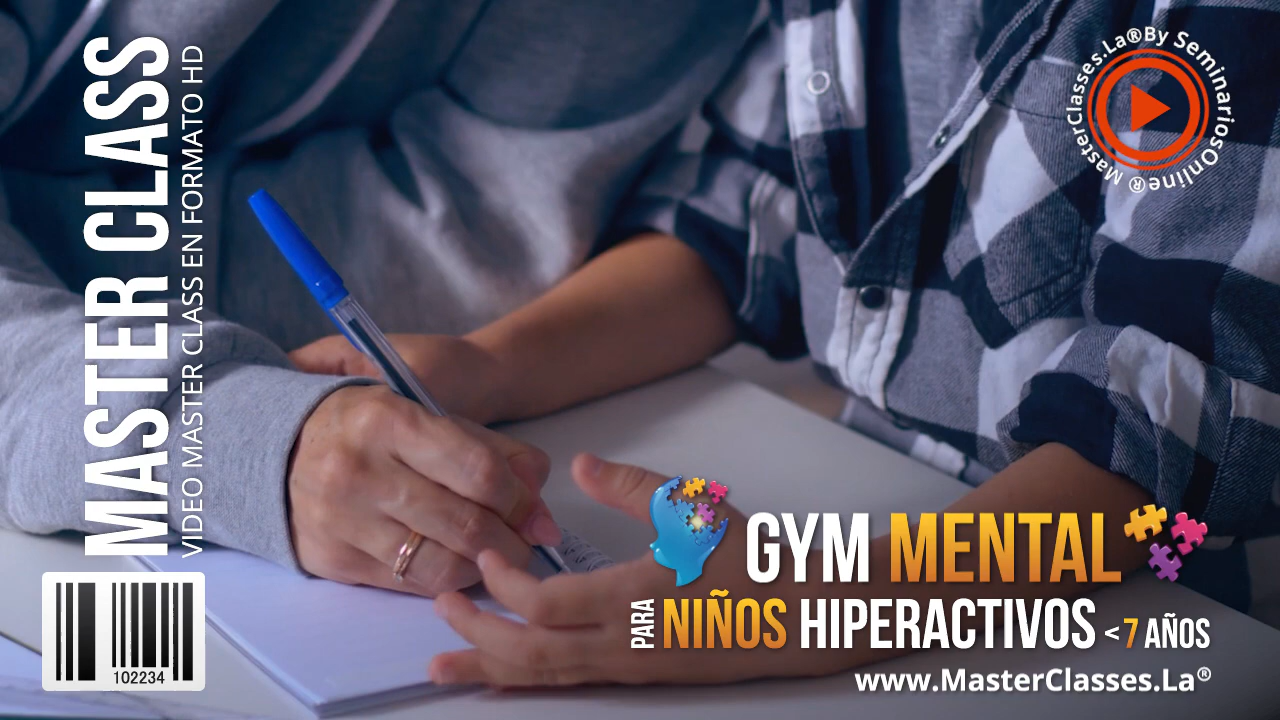 MASTER CLASS
VIDEO MASTER CLASS EN FORMATO HD
MasterClasses.La®By SeminariosOnline®
GYM MENTAL
PARA NIÑOS HIPERACTIVOS <7 AÑOS
www.MasterClasses.La®
102234